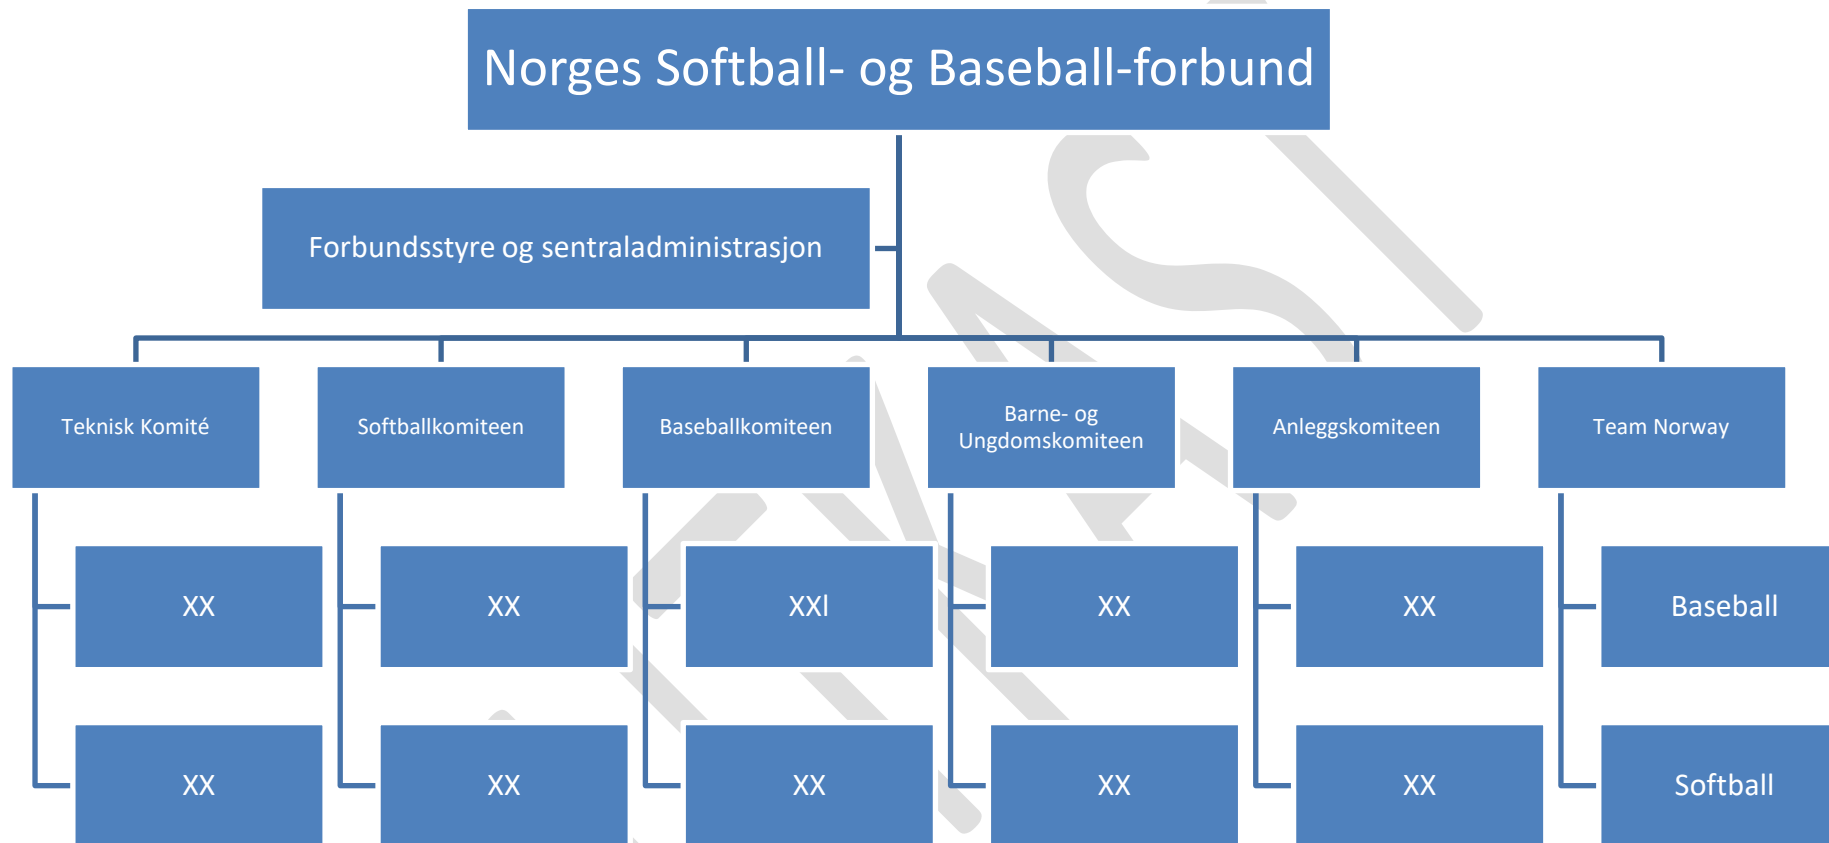 Norges Softball- og Baseball-forbund
Forbundsstyre og sentraladministrasjon
Teknisk Komité
Softballkomiteen
Baseballkomiteen
Barne- og
Ungdomskomiteen
Anleggskomiteen
Team Norway
XX
XX
XXl
XX
XX
Baseball
XX
XX
XX
XX
XX
Softball